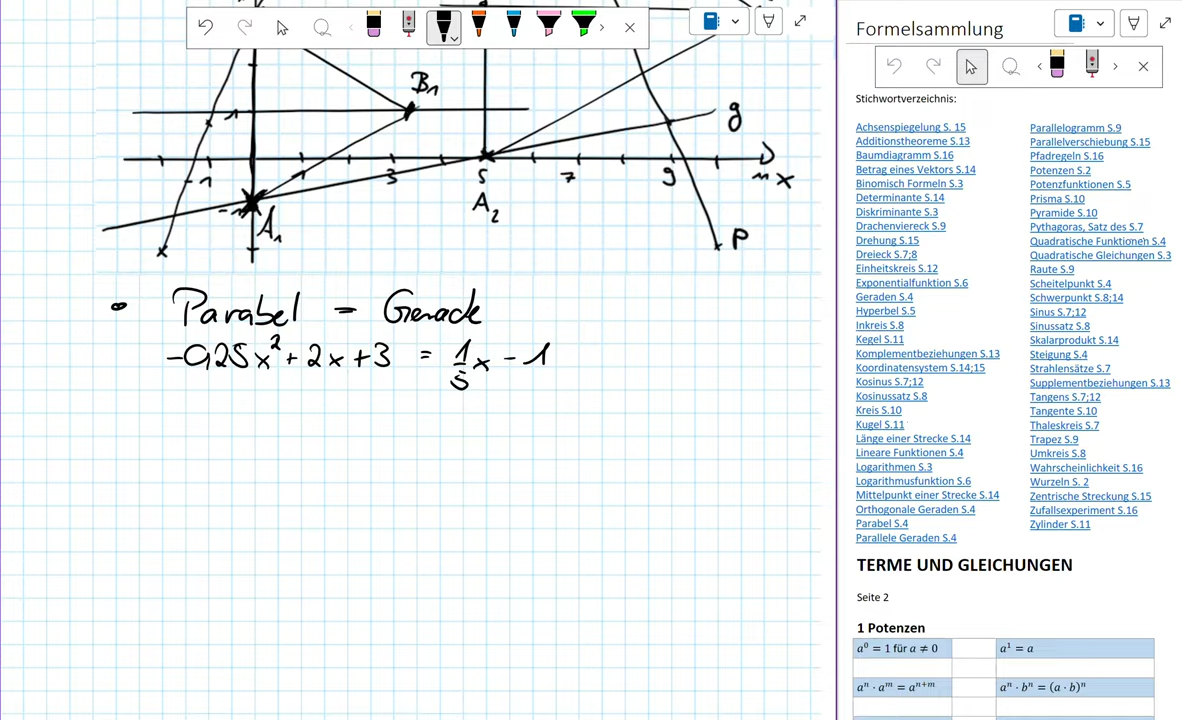 Formelsammlung
Stichwortverzeichnis:
Achsenspiegelung S. 15
Additionstheoreme S.13
Baumdiagramm S.16
Betrag eines Vektors S.14
Binomisch Formeln S.3
Determinante S.14
Diskriminante S.3
Drachenviereck S.9
Drehung S.15
Dreieck S.7;8
Einheitskreis S.12
Exponentialfunktion S.6
Geraden S.4
Hyperbel S.5
Inkreis S.8
Kegel S.11
Komplementbeziehungen S.13
Koordinatensystem S.14;15
Kosinus S.7;12
Kosinussatz S.8
Kreis S.10
Kugel S.11
Länge einer Strecke S.14
Lineare Funktionen S.4
Logarithmen S.3
Logarithmusfunktion S.6
Mittelpunkt einer Strecke S.14
Orthogonale Geraden S.4
Parabel S.4
Parallele Geraden S.4
Parallelogramm S.9
Parallelverschiebung S.15
Pfadregeln S.16
Potenzen S.2
Potenzfunktionen S.5
Prisma S.10
Pyramide S.10
Pythagoras, Satz des S.7
Quadratische Funktionen S.4
Quadratische Gleichungen S.3
Raute S.9
Scheitelpunkt S.4
Schwerpunkt S.8;14
Sinus S.7;12
Sinussatz S.8
Skalarprodukt S.14
Steigung S.4
Strahlensätze S.7
Supplementbeziehungen S.13
Tangens S.7;12
Tangente S.10
Thaleskreis S.7
Trapez S.9
Umkreis S.8
Wahrscheinlichkeit S.16
Wurzeln S. 2
Zentrische Streckung S.15
Zufallsexperiment S.16
Zylinder S.11
TERME UND GLEICHUNGEN
Seite 2
1 Potenzen
a⁰ = 1 für a ≠ 0
a¹ = a
aⁿ · aᵐ = aⁿ⁺ᵐ
aⁿ · bⁿ = (a · b)ⁿ
B₁
1
g
-1 1 3 5 7 9 11 x
-1 A₁
A₂
p
• Parabel = Gerade
-0,25x² + 2x + 3 = 1/5 x - 1